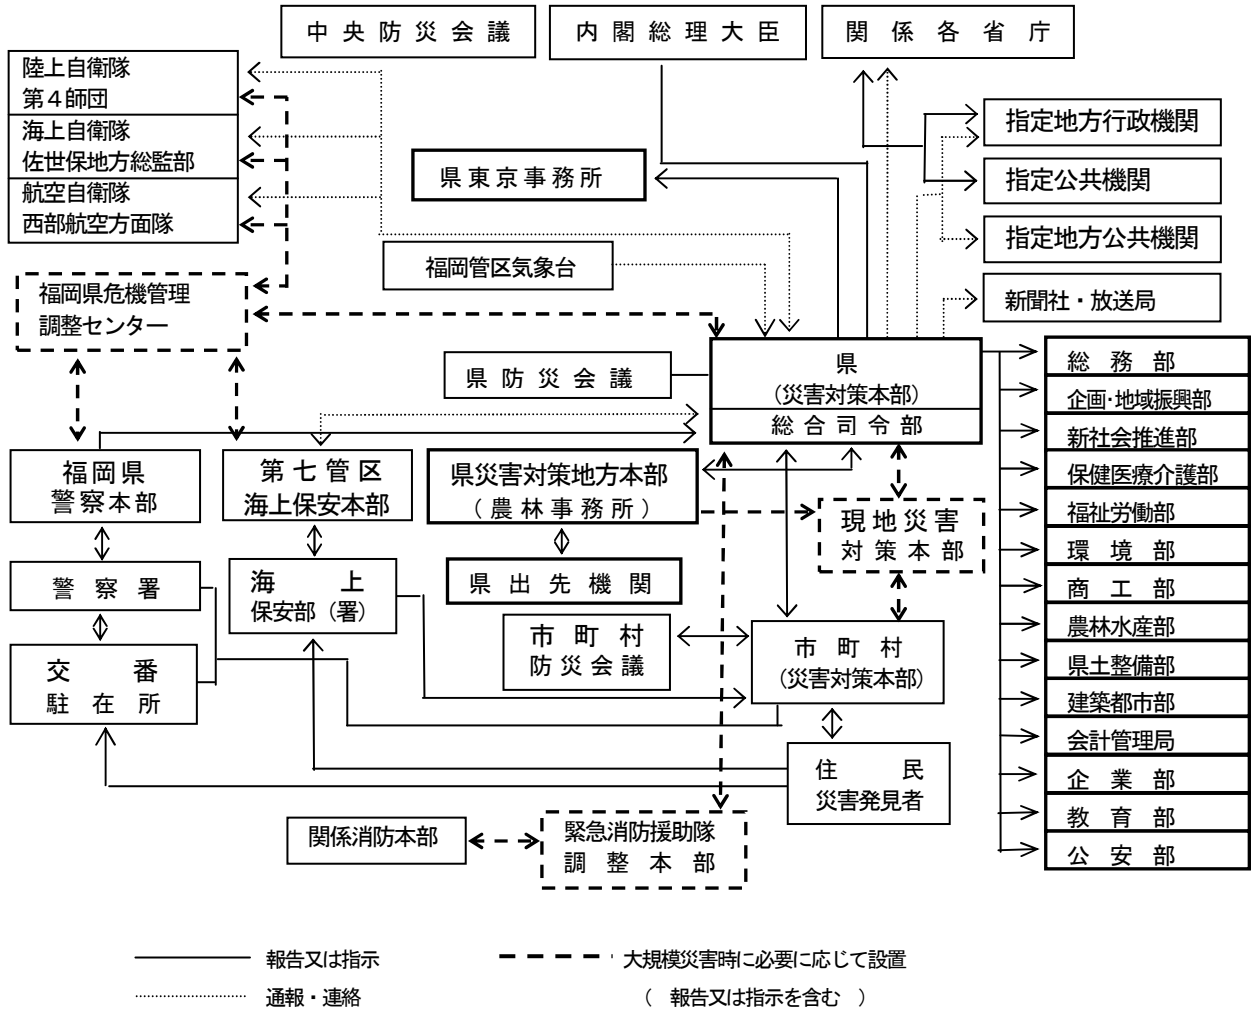 中央防災会議
内閣総理大臣
関係各省庁
陸上自衛隊
第４師団
海上自衛隊
佐世保地方総監部
航空自衛隊
西部航空方面隊
県東京事務所
指定地方行政機関
指定公共機関
指定地方公共機関
新聞社・放送局
福岡管区気象台
福岡県危機管理
調整センター
県防災会議
県
（災害対策本部）
総合司令部
総務部
企画・地域振興部
新社会推進部
保健医療介護部
福祉労働部
環境部
商工部
農林水産部
県土整備部
建築都市部
会計管理局
企業部
教育部
公安部
福岡県
警察本部
第七管区
海上保安本部
県災害対策地方本部
（農林事務所）
現地災害
対策本部
警察署
海上
保安部（署）
県出先機関
市町村
防災会議
市町村
（災害対策本部）
交番
駐在所
住民
災害発見者
関係消防本部
緊急消防援助隊
調整本部
報告又は指示
大規模災害時に必要に応じて設置
通報・連絡
（　報告又は指示を含む　）